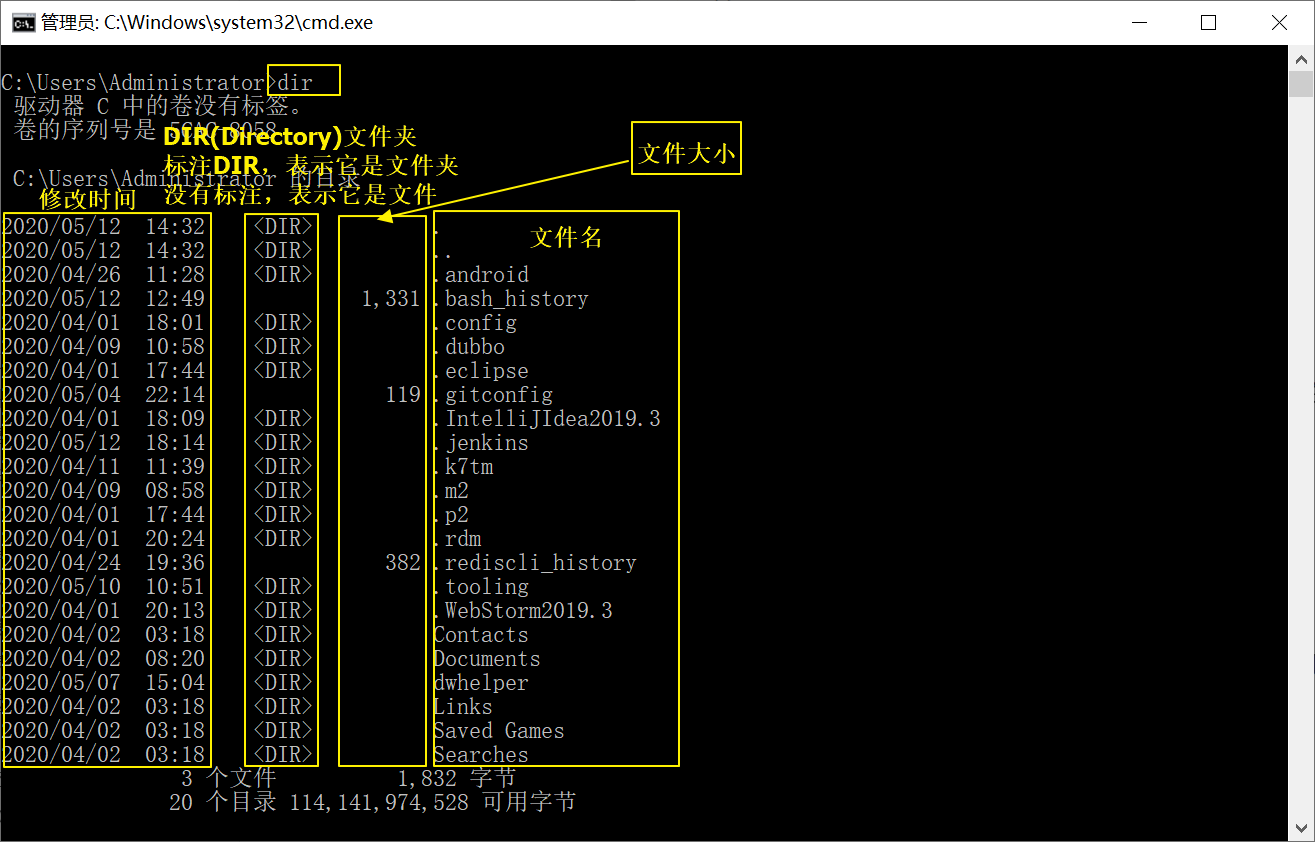 管理员: C:\Windows\system32\cmd.exe
C:\Users\Administrator>dir
驱动器 C 中的卷没有标签。
卷的序列号是
DIR(Directory)文件夹
标注DIR，表示它是文件夹
没有标注，表示它是文件
文件大小
C:\Users\Administrator 的目录
修改时间
文件名
2020/05/12 14:32 <DIR> .
2020/05/12 14:32 <DIR> ..
2020/04/26 11:28 <DIR> .android
2020/05/12 12:49 1,331 .bash_history
2020/04/01 18:01 <DIR> .config
2020/04/09 10:58 <DIR> .dubbo
2020/04/01 17:44 <DIR> .eclipse
2020/05/04 22:14 119 .gitconfig
2020/04/01 18:09 <DIR> .IntelliJIdea2019.3
2020/05/12 18:14 <DIR> .jenkins
2020/04/11 11:39 <DIR> .k7tm
2020/04/09 08:58 <DIR> .m2
2020/04/01 17:44 <DIR> .p2
2020/04/01 20:24 <DIR> .rdm
2020/04/24 19:36 382 .rediscli_history
2020/05/10 10:51 <DIR> .tooling
2020/04/01 20:13 <DIR> .WebStorm2019.3
2020/04/02 03:18 <DIR> Contacts
2020/04/02 08:20 <DIR> Documents
2020/05/07 15:04 <DIR> dwhelper
2020/04/02 03:18 <DIR> Links
2020/04/02 03:18 <DIR> Saved Games
2020/04/02 03:18 <DIR> Searches
3 个文件 1,832 字节
20 个目录 114,141,974,528 可用字节